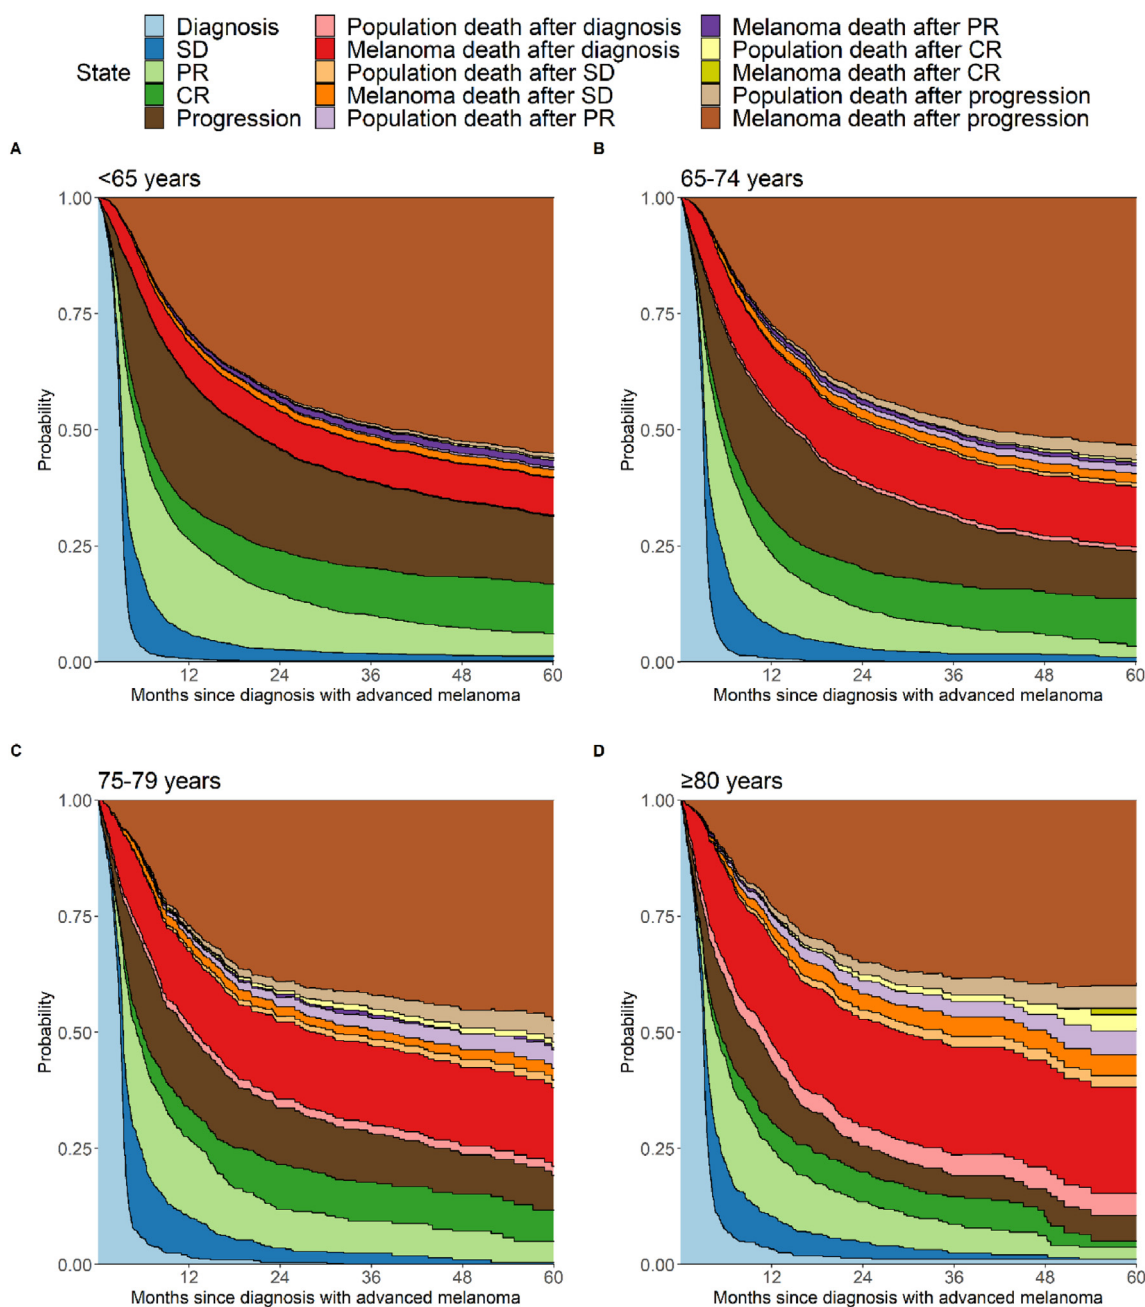 State
Diagnosis
SD
PR
CR
Progression
Population death after diagnosis
Melanoma death after diagnosis
Population death after SD
Melanoma death after SD
Population death after PR
Melanoma death after PR
Population death after CR
Melanoma death after CR
Population death after progression
Melanoma death after progression
A
<65 years
1.00
0.75
0.50
0.25
0.00
Probability
12 24 36 48 60
Months since diagnosis with advanced melanoma
B
65-74 years
1.00
0.75
0.50
0.25
0.00
Probability
12 24 36 48 60
Months since diagnosis with advanced melanoma
C
75-79 years
1.00
0.75
0.50
0.25
0.00
Probability
12 24 36 48 60
Months since diagnosis with advanced melanoma
D
≥80 years
1.00
0.75
0.50
0.25
0.00
Probability
12 24 36 48 60
Months since diagnosis with advanced melanoma